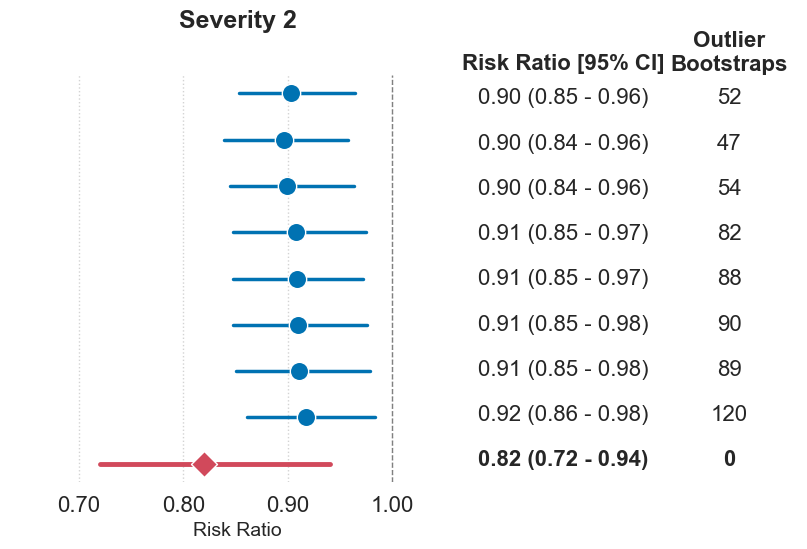 Severity 2
Outlier
Risk Ratio [95% CI] Bootstraps
0.90 (0.85 - 0.96) 52
0.90 (0.84 - 0.96) 47
0.90 (0.84 - 0.96) 54
0.91 (0.85 - 0.97) 82
0.91 (0.85 - 0.97) 88
0.91 (0.85 - 0.98) 90
0.91 (0.85 - 0.98) 89
0.92 (0.86 - 0.98) 120
0.82 (0.72 - 0.94) 0
0.70 0.80 0.90 1.00
Risk Ratio